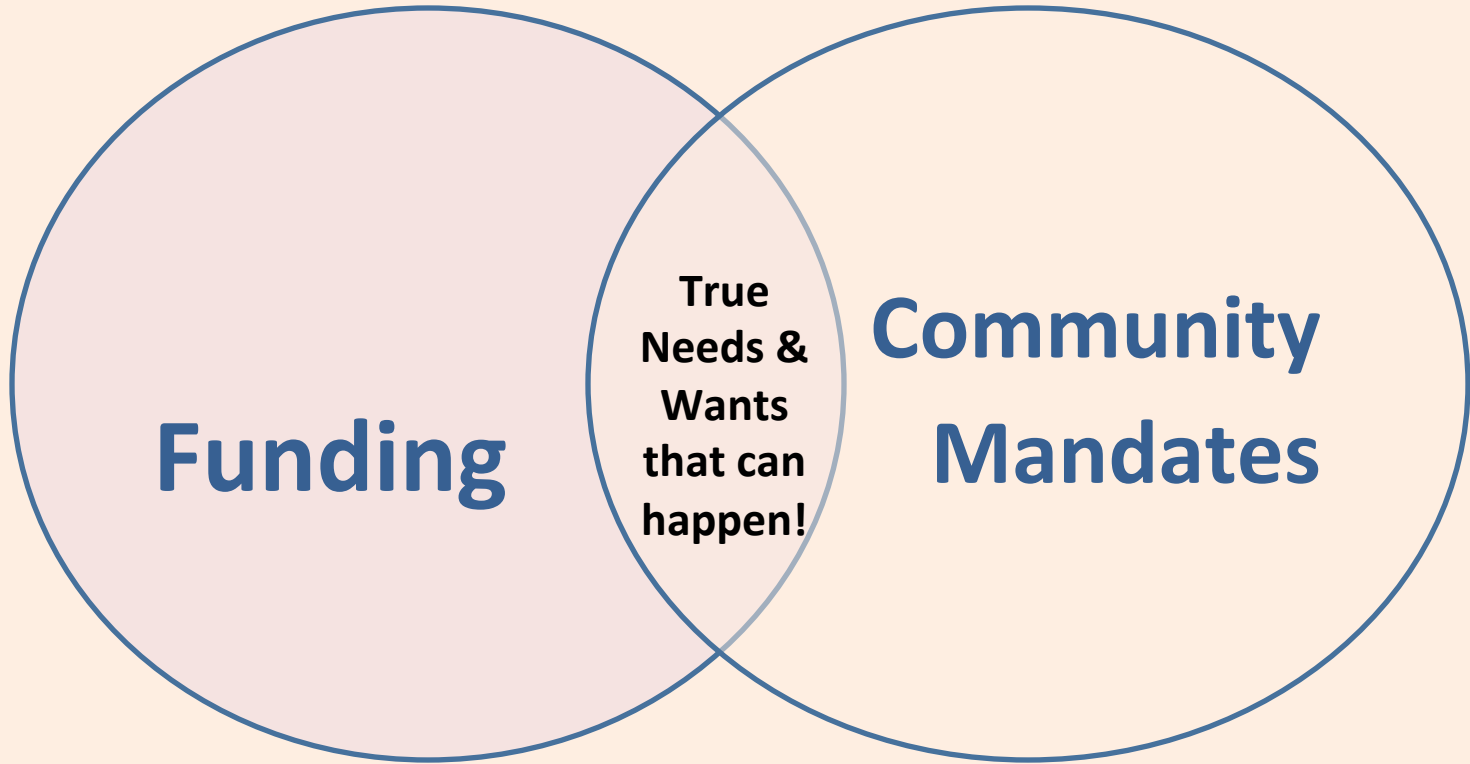 Funding
True
Needs &
Wants
that can
happen!
Community
Mandates